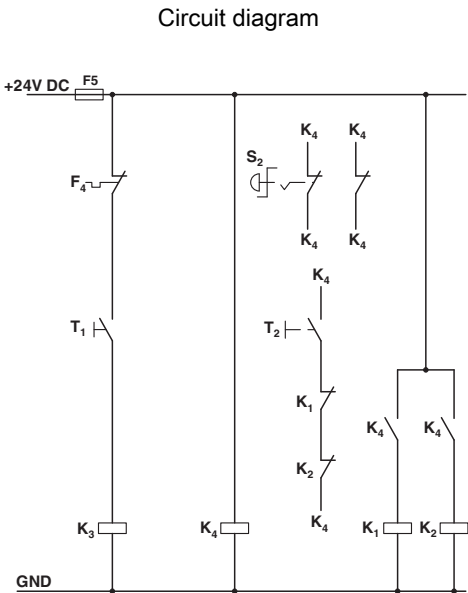 Circuit diagram
+24V DC F5
K4 K4
S2
F4
K4 K4
K4
T1 T2
K1
K4 K4
K2
K4
K3 K4 K1 K2
GND